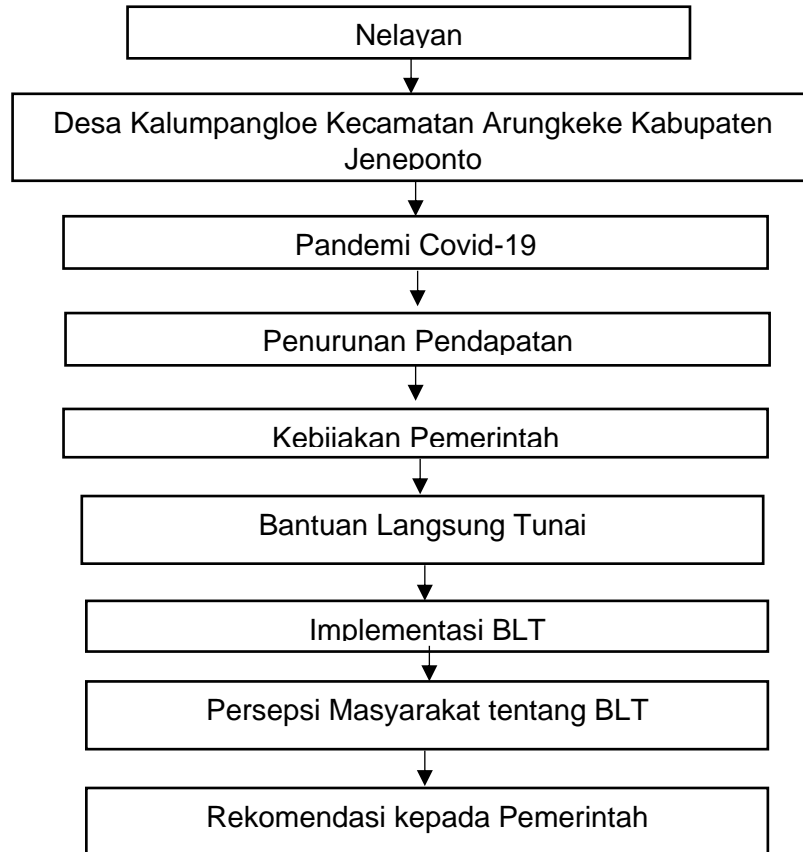 Nelayan
Desa Kalumpangloe Kecamatan Arungkeke Kabupaten
Jeneponto
Pandemi Covid-19
Penurunan Pendapatan
Kebijakan Pemerintah
Bantuan Langsung Tunai
Implementasi BLT
Persepsi Masyarakat tentang BLT
Rekomendasi kepada Pemerintah